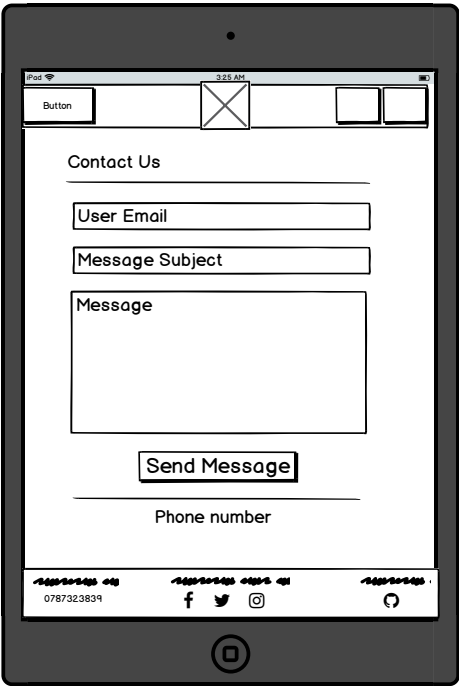 iPad 3:25 AM
Button
Contact Us
User Email
Message Subject
Message
Send Message
Phone number
0787323839